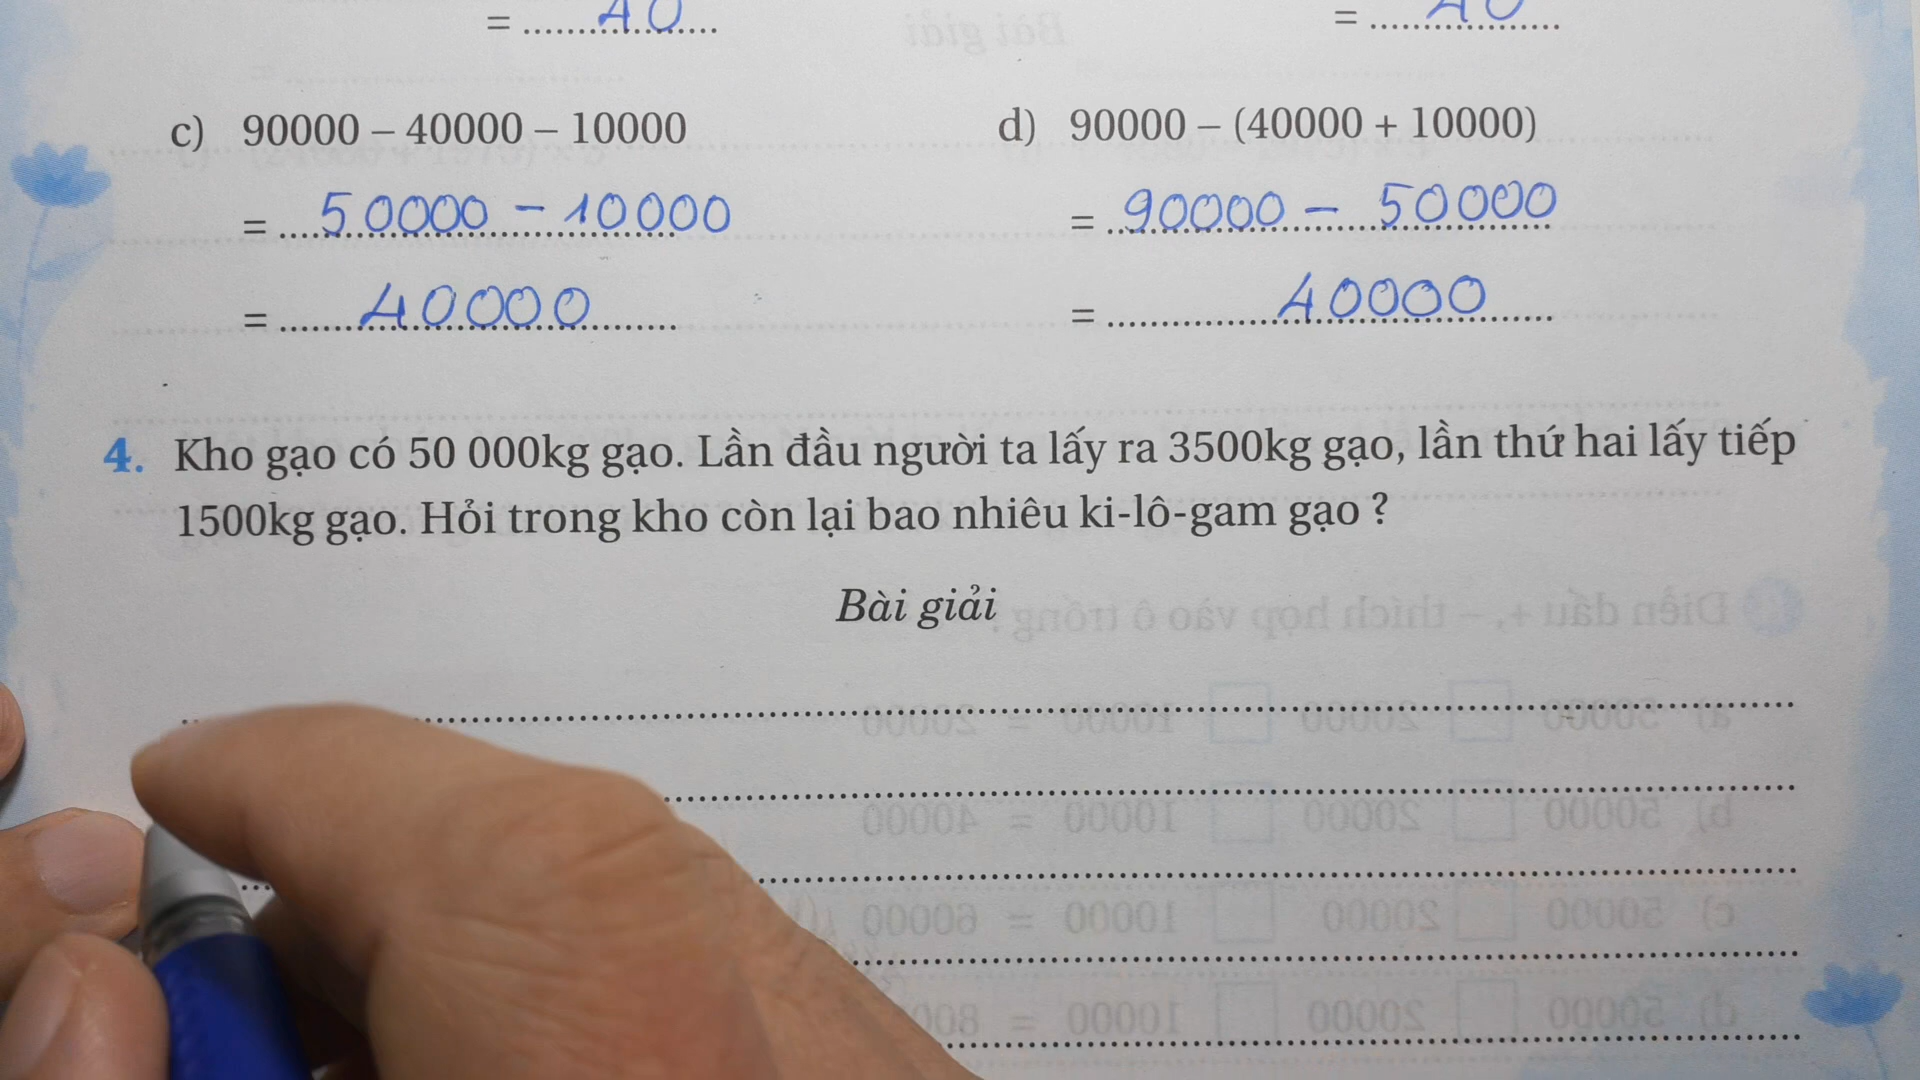 = 40
= 40
c) 90000 – 40000 – 10000
d) 90000 – (40000 + 10000)
= 50000 – 10000
= 90000 – 50000
= 40000
= 40000
4. Kho gạo có 50 000kg gạo. Lần đầu người ta lấy ra 3500kg gạo, lần thứ hai lấy tiếp
1500kg gạo. Hỏi trong kho còn lại bao nhiêu ki-lô-gam gạo ?
Bài giải